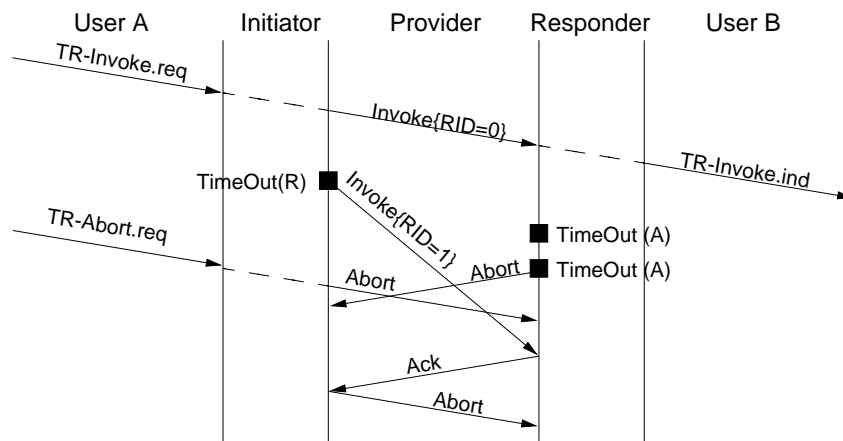 User A Initiator Provider Responder User B
TR-Invoke.req
Invoke{RID=0}
TR-Invoke.ind
TimeOut(R)
Invoke{RID=1}
TR-Abort.req
TimeOut (A)
Abort
TimeOut (A)
Abort
Ack
Abort